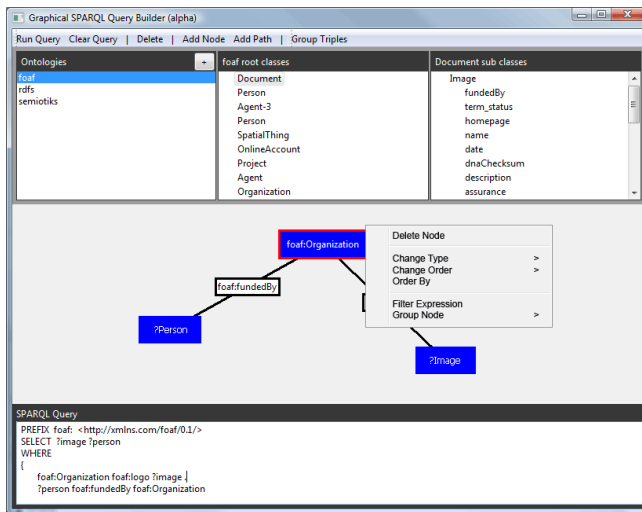 Graphical SPARQL Query Builder (alpha)
Run Query Clear Query | Delete | Add Node Add Path | Group Triples
Ontologies +
foaf
rdfs
semiotiks
foaf root classes
Document
Person
Agent-3
Person
SpatialThing
OnlineAccount
Project
Agent
Organization
Document sub classes
Image
fundedBy
term_status
homepage
name
date
dnaChecksum
description
assurance
foaf:Organization
foaf:fundedBy
?Person
?Image
Delete Node
Change Type >
Change Order >
Order By
Filter Expression
Group Node >
SPARQL Query
PREFIX foaf: <http://xmlns.com/foaf/0.1/>
SELECT ?image ?person
WHERE
{
foaf:Organization foaf:logo ?image .
?person foaf:fundedBy foaf:Organization